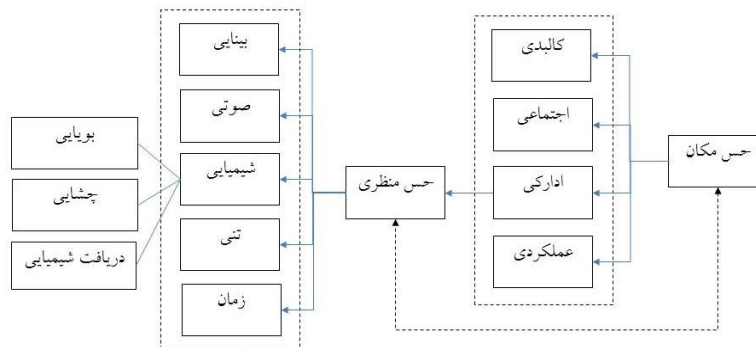 حس مکان
کالبدی
اجتماعی
ادارکی
عملکردی
حس منظری
بینایی
صوتی
شیمیایی
تنی
زمان
بویایی
چشایی
دریافت شیمیایی